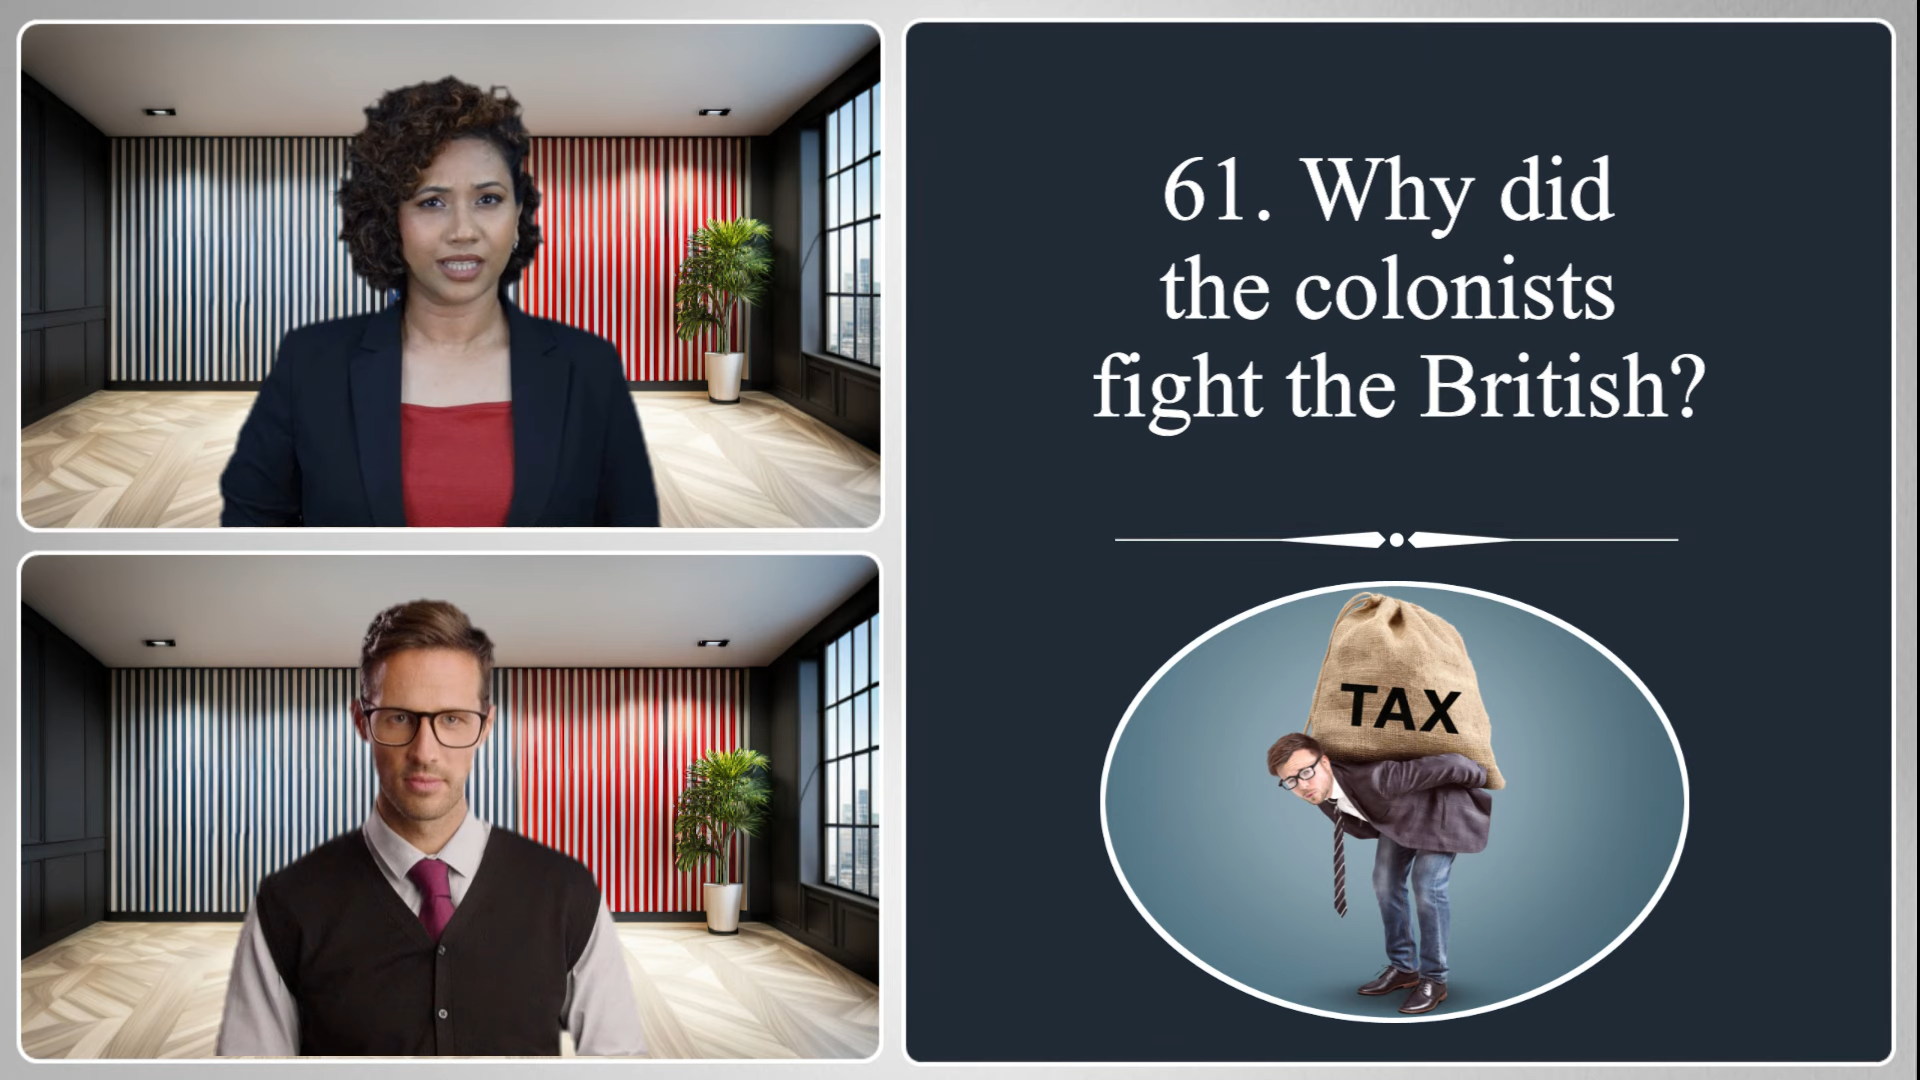 61. Why did
the colonists
fight the British?
TAX